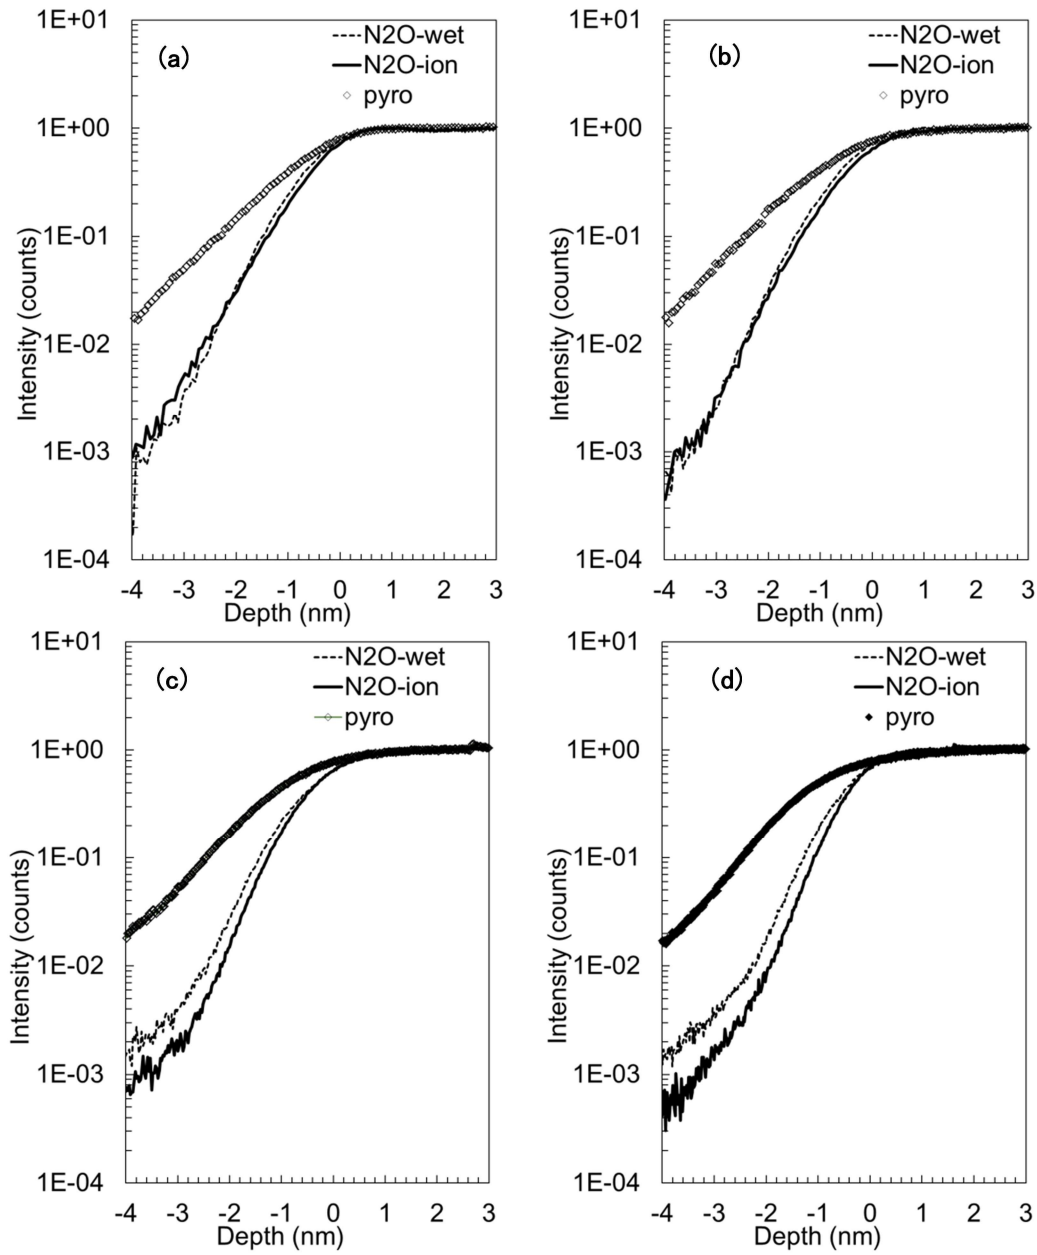 (a)
N2O-wet
N2O-ion
pyro
1E+01
1E+00
1E-01
1E-02
1E-03
1E-04
Intensity (counts)
-4 -3 -2 -1 0 1 2 3
Depth (nm)
(b)
N2O-wet
N2O-ion
pyro
1E+01
1E+00
1E-01
1E-02
1E-03
1E-04
Intensity (counts)
-4 -3 -2 -1 0 1 2 3
Depth (nm)
(c)
N2O-wet
N2O-ion
pyro
1E+01
1E+00
1E-01
1E-02
1E-03
1E-04
Intensity (counts)
-4 -3 -2 -1 0 1 2 3
Depth (nm)
(d)
N2O-wet
N2O-ion
pyro
1E+01
1E+00
1E-01
1E-02
1E-03
1E-04
Intensity (counts)
-4 -3 -2 -1 0 1 2 3
Depth (nm)